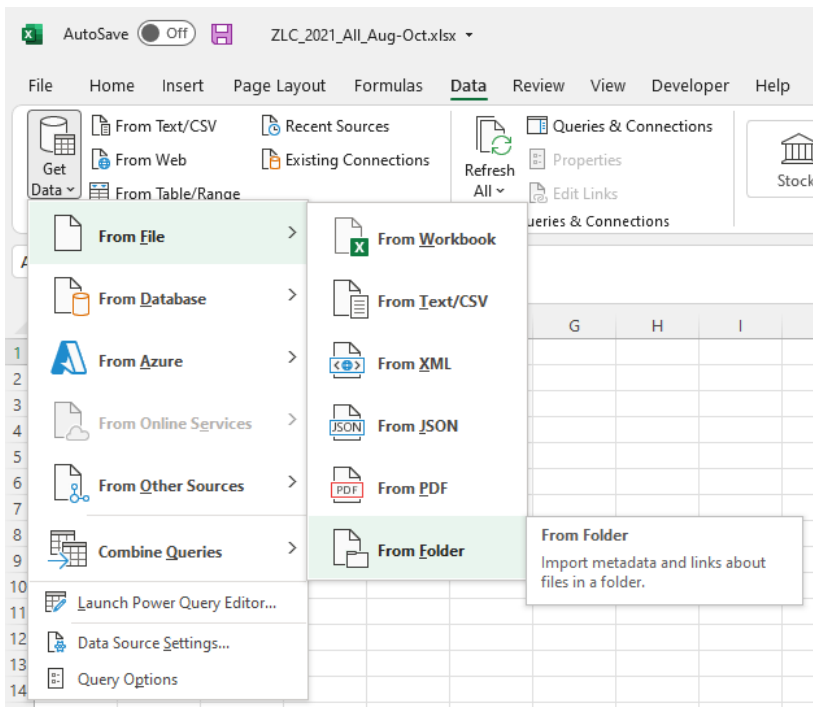 AutoSave Off ZLC_2021_All_Aug-Oct.xlsx
File Home Insert Page Layout Formulas Data Review View Developer Help
Get Data
From Text/CSV
From Web
From Table/Range
Recent Sources
Existing Connections
Refresh All
Queries & Connections
Properties
Edit Links
ueries & Connections
Stock
From File
From Database
From Azure
From Online Services
From Other Sources
Combine Queries
Launch Power Query Editor...
Data Source Settings...
Query Options
From Workbook
From Text/CSV
From XML
JSON
From JSON
PDF
From PDF
From Folder
From Folder
Import metadata and links about
files in a folder.
G H I
1
2
3
4
5
6
7
8
9
10
11
12
13
14